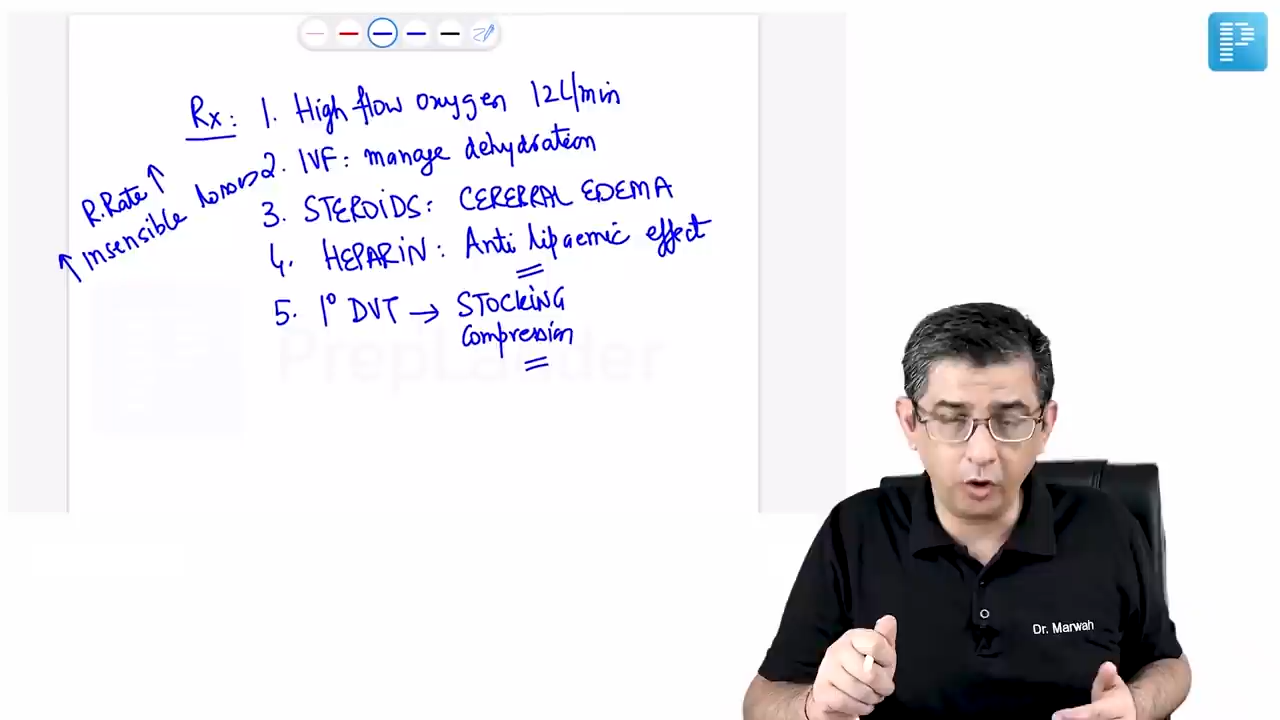 Rx: 1. High flow oxygen 12L/min
2. IVF: manage dehydration
R.Rate ↑
↑ insensible losses
3. STEROIDS: CEREBRAL EDEMA
4. HEPARIN: Anti lipaemic effect
5. 1° DVT → STOCKING
compression
PrepLadder
Dr. Marwah